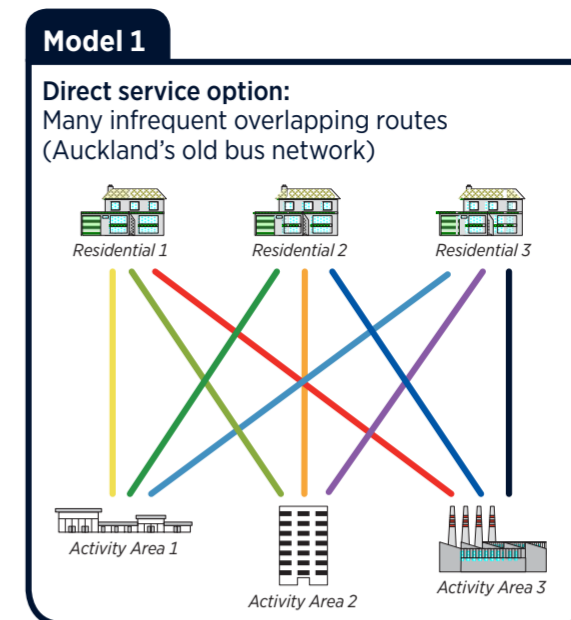 Model 1
Direct service option:
Many infrequent overlapping routes
(Auckland's old bus network)
Residential 1
Residential 2
Residential 3
Activity Area 1
Activity Area 2
Activity Area 3